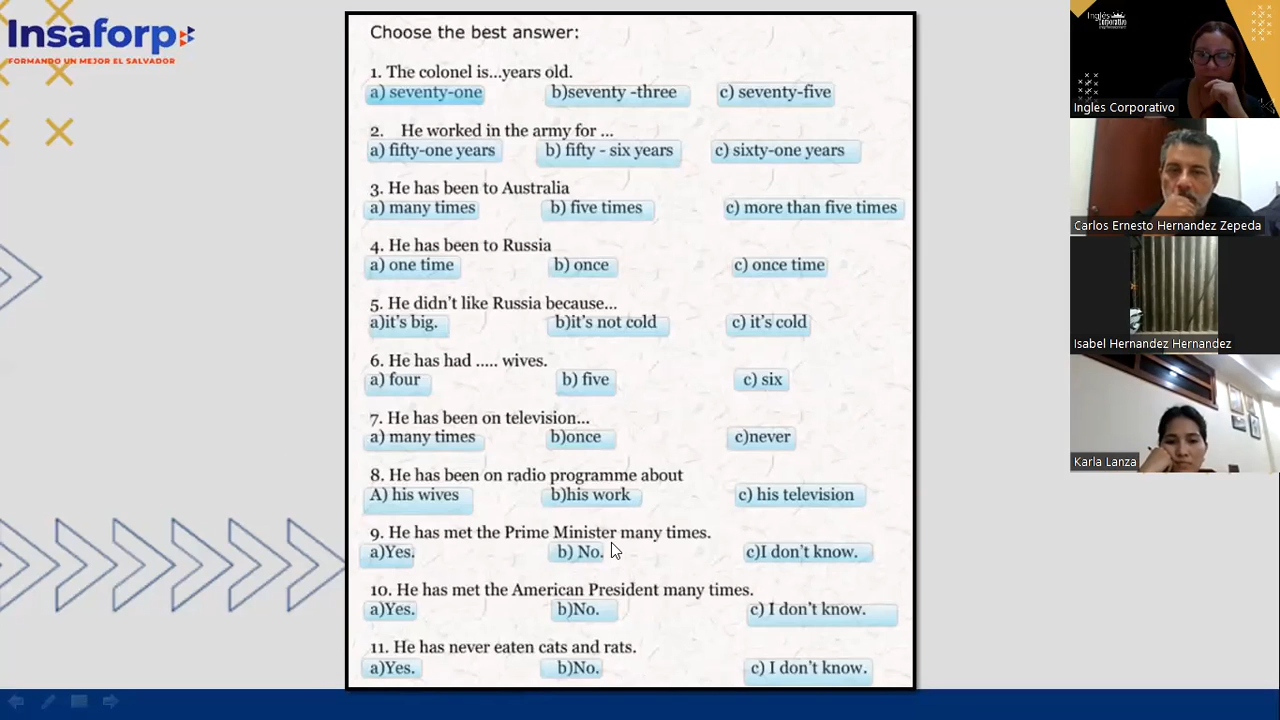 Insaforp
FORMANDO UN MEJOR EL SALVADOR
Choose the best answer:
1. The colonel is...years old.
a) seventy-one b)seventy -three c) seventy-five
2. He worked in the army for ...
a) fifty-one years b) fifty - six years c) sixty-one years
3. He has been to Australia
a) many times b) five times c) more than five times
4. He has been to Russia
a) one time b) once c) once time
5. He didn't like Russia because...
a)it's big. b)it's not cold c) it's cold
6. He has had ..... wives.
a) four b) five c) six
7. He has been on television...
a) many times b)once c)never
8. He has been on radio programme about
A) his wives b)his work c) his television
9. He has met the Prime Minister many times.
a)Yes. b) No. c)I don't know.
10. He has met the American President many times.
a)Yes. b)No. c) I don't know.
11. He has never eaten cats and rats.
a)Yes. b)No. c) I don't know.
Inglés
Corporativo
Ingles Corporativo
Carlos Ernesto Hernandez Zepeda
Isabel Hernandez Hernandez
Karla Lanza